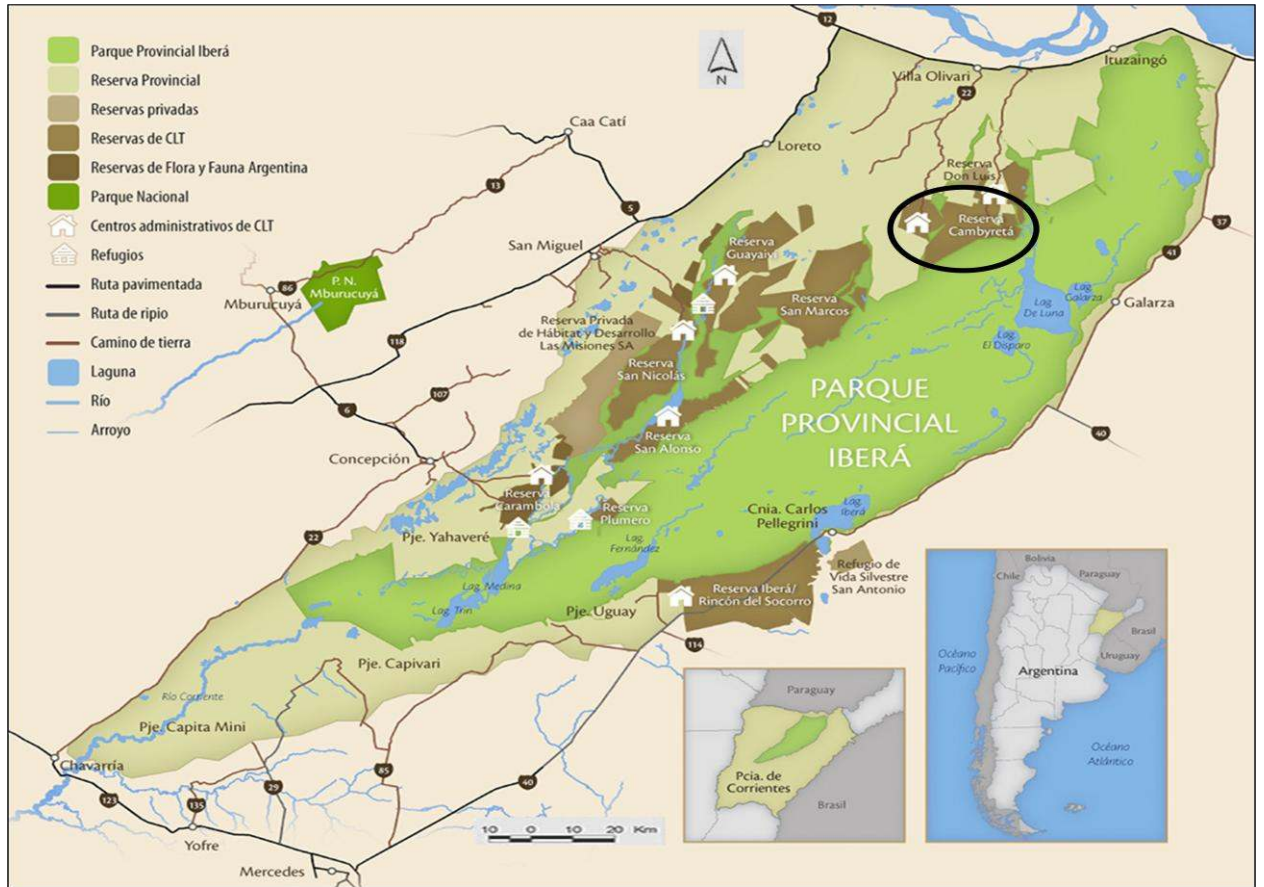 Parque Provincial Iberá
Reserva Provincial
Reservas privadas
Reservas de CLT
Reservas de Flora y Fauna Argentina
Parque Nacional
Centros administrativos de CLT
Refugios
Ruta pavimentada
Ruta de ripio
Camino de tierra
Laguna
Río
Arroyo
N
12
Ituzaingó
Villa Olivari
22
Caa Catí
Loreto
13
5
Reserva
Don Luis
Reserva
Cambyretá
37
41
San Miguel
Reserva
Guayaivi
P. N.
Mburucuyá
86
Mburucuyá
Lag.
Galarza
Lag.
De Luna
Galarza
Reserva
San Marcos
Reserva Privada
de Hábitat y Desarrollo
Las Misiones SA
118
Lag.
El Disparo
Reserva
San Nicolás
PARQUE
PROVINCIAL
IBERÁ
107
6
40
Reserva
San Alonso
Concepción
Reserva
Carambola
Reserva
Plumero
Lag.
Iberá
Cnia. Carlos
Pellegrini
22
Pje. Yahaveré
Lag.
Fernández
Refugio de
Vida Silvestre
San Antonio
Lag. Medina
Lag. Trin
Reserva Iberá/
Rincón del Socorro
Pje. Uguay
114
Pje. Capivari
Río Corriente
Pje. Capita Mini
Chavarría
85
40
29
123
135
Yofre
Mercedes
10 0 10 20 Km
Paraguay
Pcia. de
Corrientes
Brasil
Bolivia
Chile
Paraguay
Brasil
Uruguay
Océano
Pacífico
Argentina
Océano
Atlántico